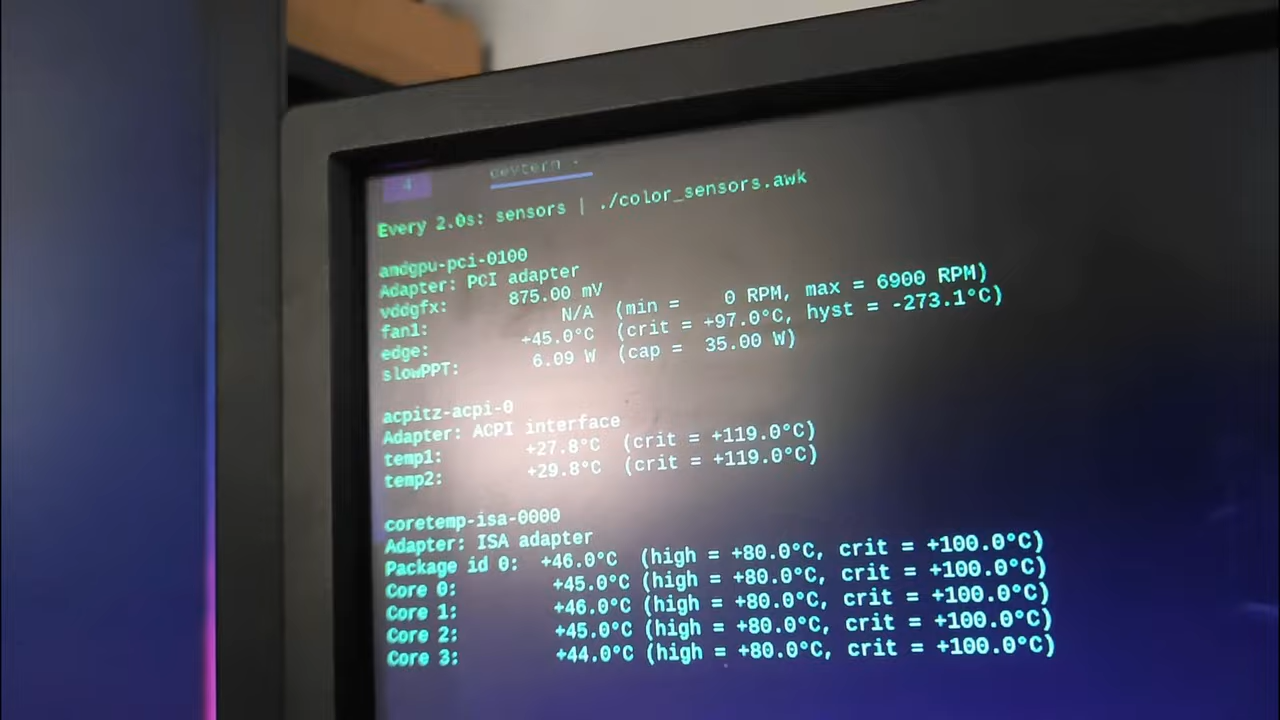 4
Every 2.0s: sensors | ./color_sensors.awk
amdgpu-pci-0100
Adapter: PCI adapter
vddgfx: 875.00 mV
fan1: N/A (min = 0 RPM, max = 6900 RPM)
edge: +45.0°C (crit = +97.0°C, hyst = -273.1°C)
slowPPT: 6.09 W (cap = 35.00 W)
acpitz-acpi-0
Adapter: ACPI interface
temp1: +27.8°C (crit = +119.0°C)
temp2: +29.8°C (crit = +119.0°C)
coretemp-isa-0000
Adapter: ISA adapter
Package id 0: +46.0°C (high = +80.0°C, crit = +100.0°C)
Core 0: +45.0°C (high = +80.0°C, crit = +100.0°C)
Core 1: +46.0°C (high = +80.0°C, crit = +100.0°C)
Core 2: +45.0°C (high = +80.0°C, crit = +100.0°C)
Core 3: +44.0°C (high = +80.0°C, crit = +100.0°C)